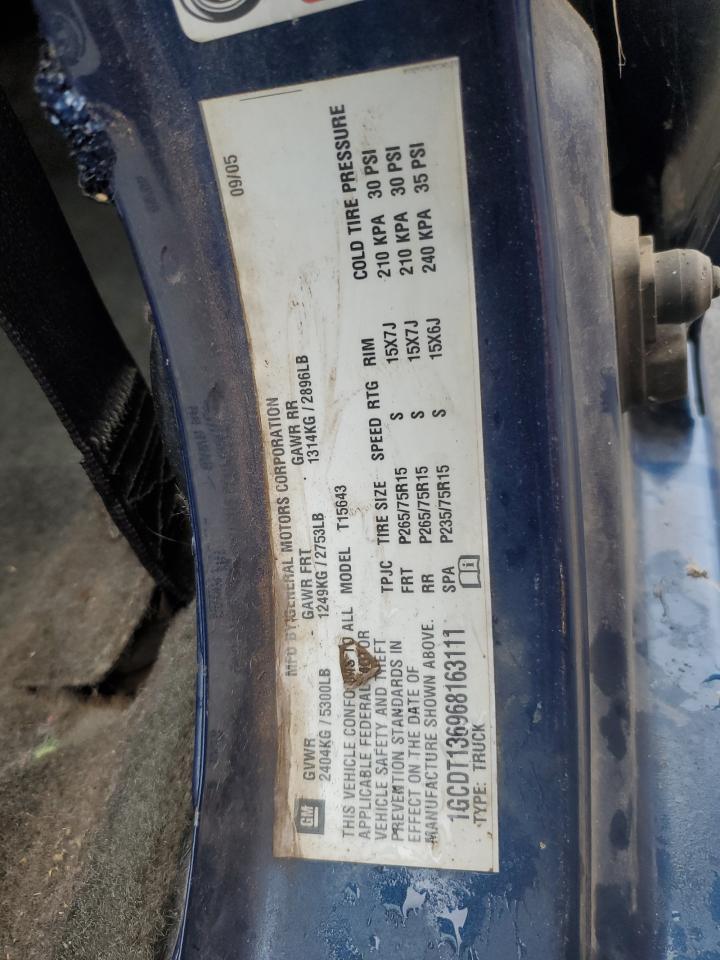 09/05
MFD BY GENERAL MOTORS CORPORATION
GVWR GAWR FRT GAWR RR
2404KG / 5300LB 1249KG / 2753LB 1314KG / 2896LB
GM
THIS VEHICLE CONFORMS TO ALL
APPLICABLE FEDERAL MOTOR
VEHICLE SAFETY AND THEFT
PREVENTION STANDARDS IN
EFFECT ON THE DATE OF
MANUFACTURE SHOWN ABOVE.
1GCDT136968163111
TYPE: TRUCK
MODEL T15643
TPJC TIRE SIZE SPEED RTG RIM COLD TIRE PRESSURE
FRT P265/75R15 S 15X7J 210 KPA 30 PSI
RR P265/75R15 S 15X7J 210 KPA 30 PSI
SPA P235/75R15 S 15X6J 240 KPA 35 PSI